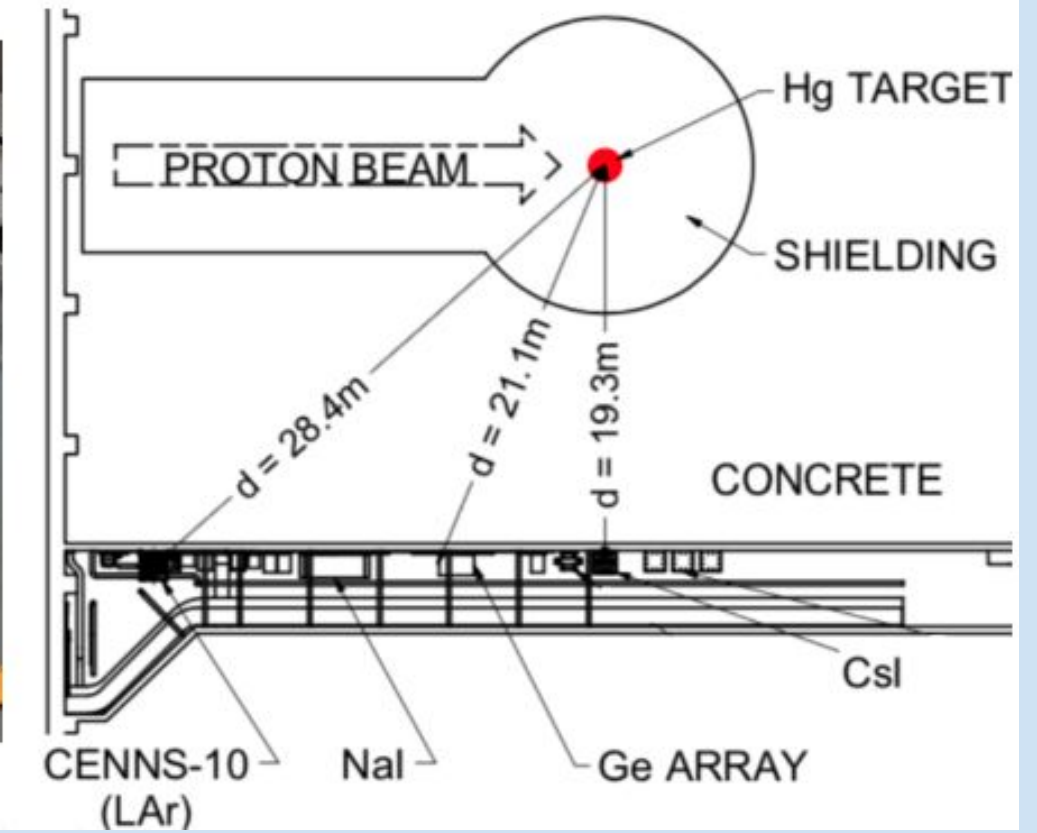 Hg TARGET
PROTON BEAM
SHIELDING
d = 28.4m
d = 21.1m
d = 19.3m
CONCRETE
CsI
CENNS-10
(LAr)
NaI
Ge ARRAY